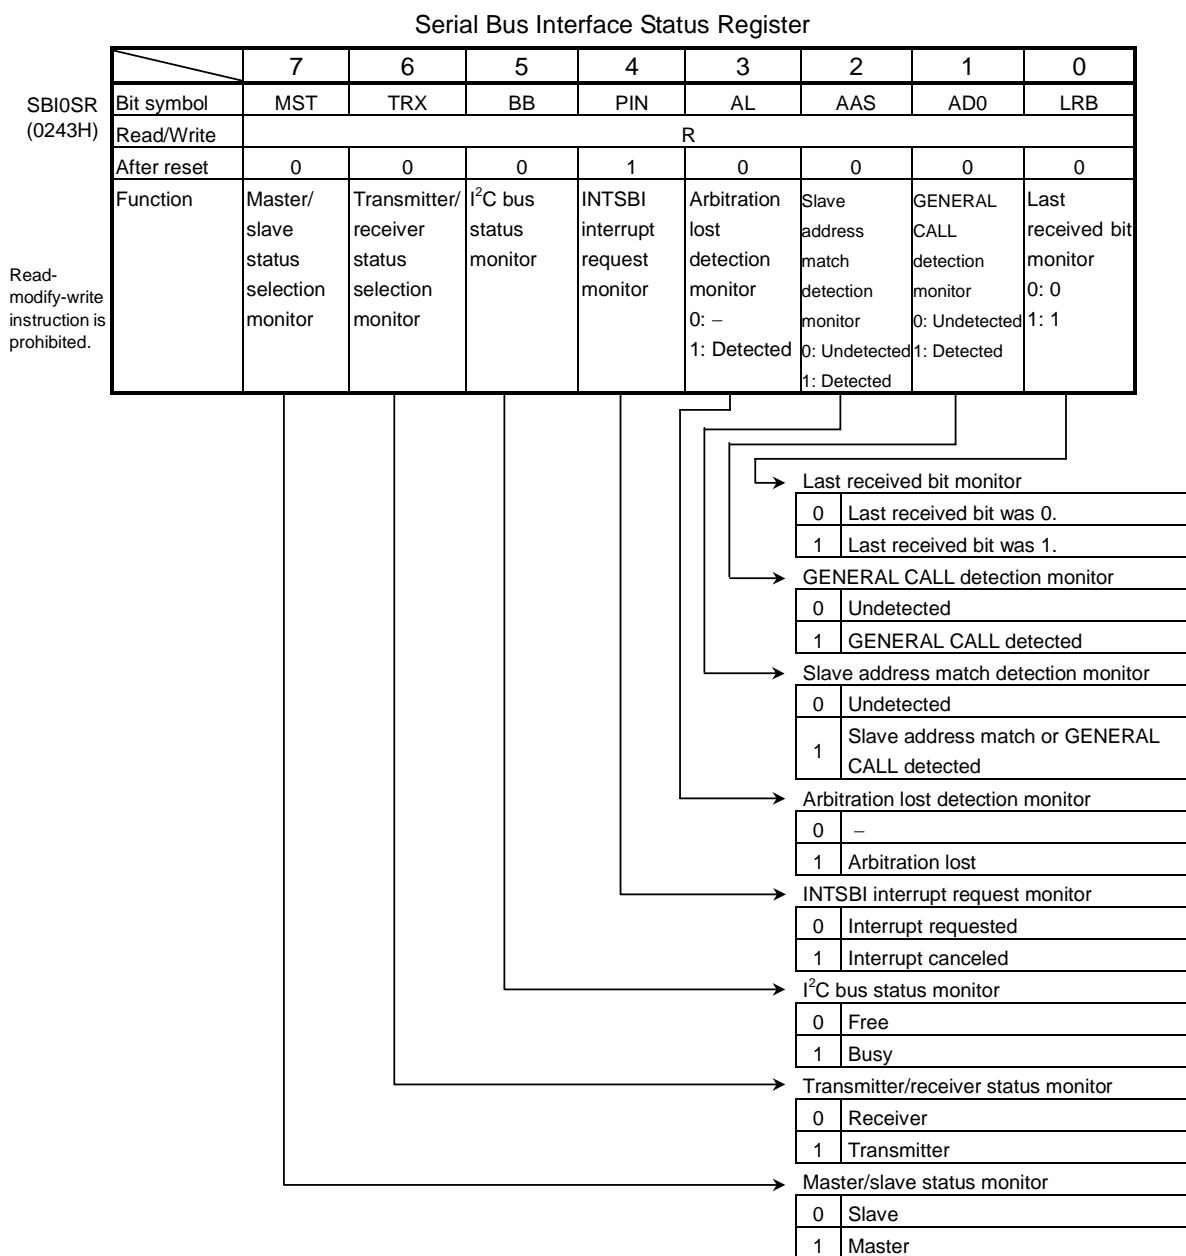 Serial Bus Interface Status Register
7 6 5 4 3 2 1 0
SBI0SR
(0243H)
Bit symbol MST TRX BB PIN AL AAS AD0 LRB
Read/Write R
After reset 0 0 0 1 0 0 0 0
Read-
modify-write
instruction is
prohibited.
Function
Master/
slave
status
selection
monitor
Transmitter/
receiver
status
selection
monitor
I²C bus
status
monitor
INTSBI
interrupt
request
monitor
Arbitration
lost
detection
monitor
0: –
1: Detected
Slave
address
match
detection
monitor
0: Undetected
1: Detected
GENERAL
CALL
detection
monitor
0: Undetected
1: Detected
Last
received bit
monitor
0: 0
1: 1
Last received bit monitor
0 Last received bit was 0.
1 Last received bit was 1.
GENERAL CALL detection monitor
0 Undetected
1 GENERAL CALL detected
Slave address match detection monitor
0 Undetected
1 Slave address match or GENERAL
CALL detected
Arbitration lost detection monitor
0 –
1 Arbitration lost
INTSBI interrupt request monitor
0 Interrupt requested
1 Interrupt canceled
I²C bus status monitor
0 Free
1 Busy
Transmitter/receiver status monitor
0 Receiver
1 Transmitter
Master/slave status monitor
0 Slave
1 Master